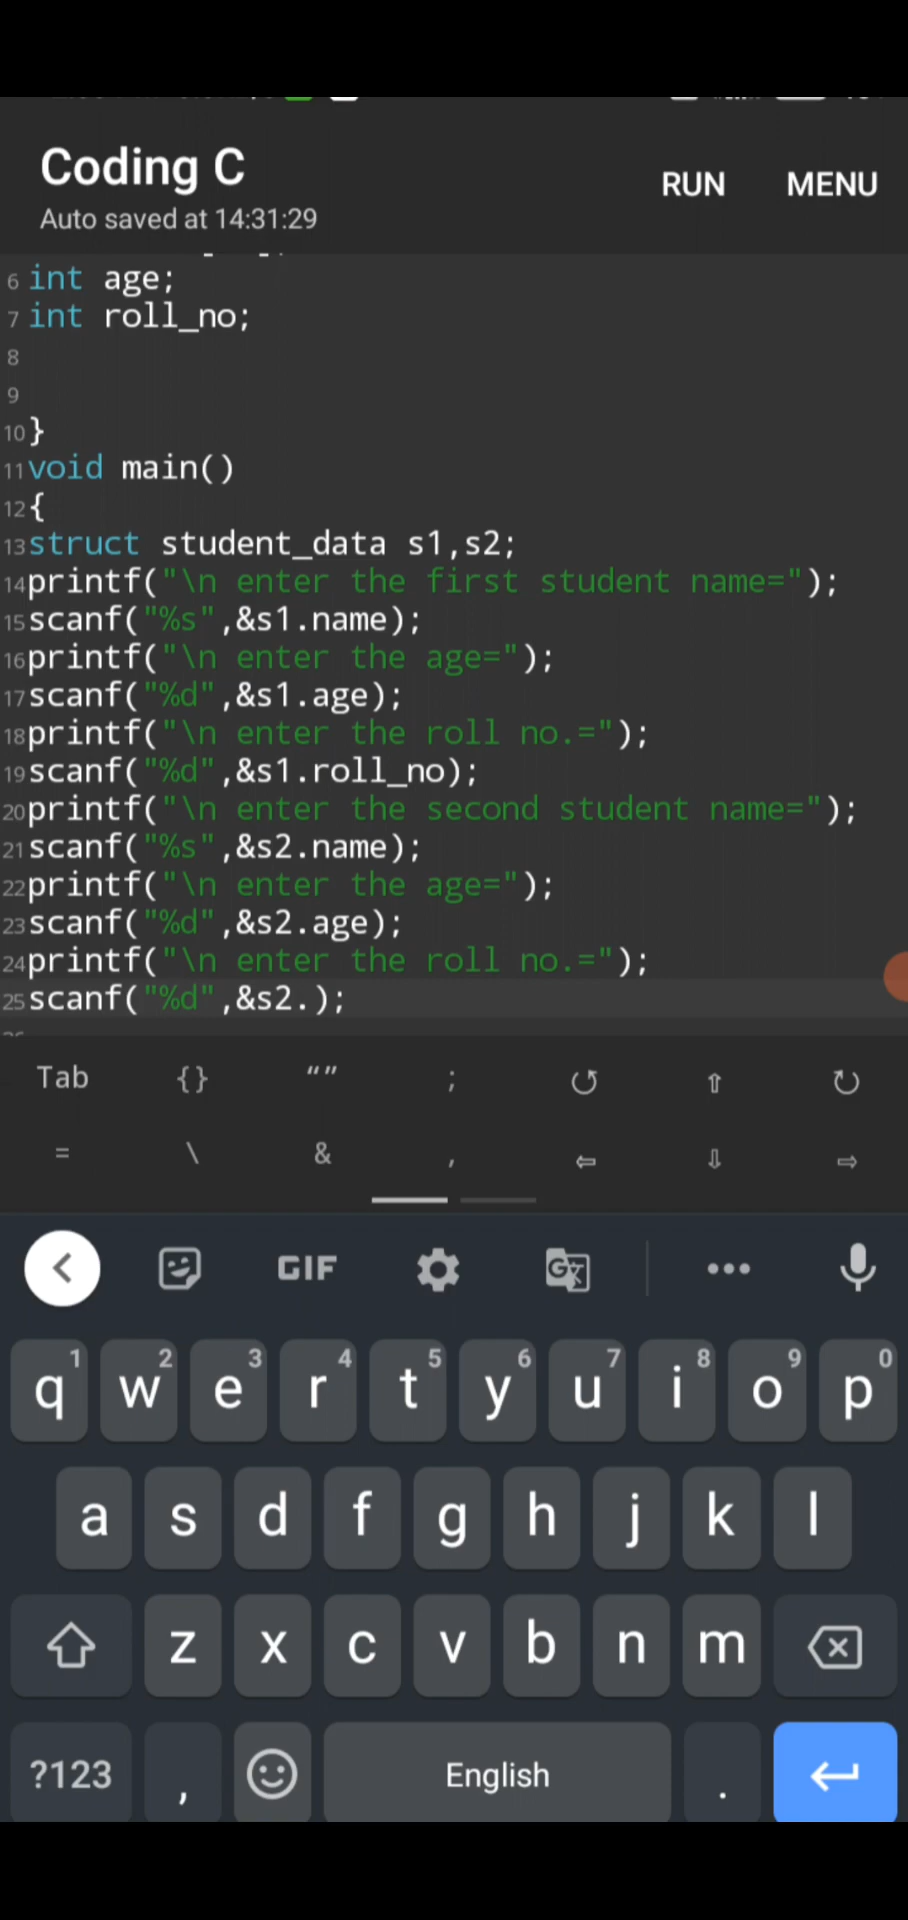 Coding C
RUN
MENU
Auto saved at 14:31:29
6 int age;
7 int roll_no;
8
9
10 }
11 void main()
12 {
13 struct student_data s1,s2;
14 printf("\n enter the first student name=");
15 scanf("%s",&s1.name);
16 printf("\n enter the age=");
17 scanf("%d",&s1.age);
18 printf("\n enter the roll no.=");
19 scanf("%d",&s1.roll_no);
20 printf("\n enter the second student name=");
21 scanf("%s",&s2.name);
22 printf("\n enter the age=");
23 scanf("%d",&s2.age);
24 printf("\n enter the roll no.=");
25 scanf("%d",&s2.);
Tab {} “” ; ↺ ⇧ ↻
= \ & , ⇦ ⇩ ⇨
GIF
1 2 3 4 5 6 7 8 9 0
q w e r t y u i o p
a s d f g h j k l
z x c v b n m
?123 , English .